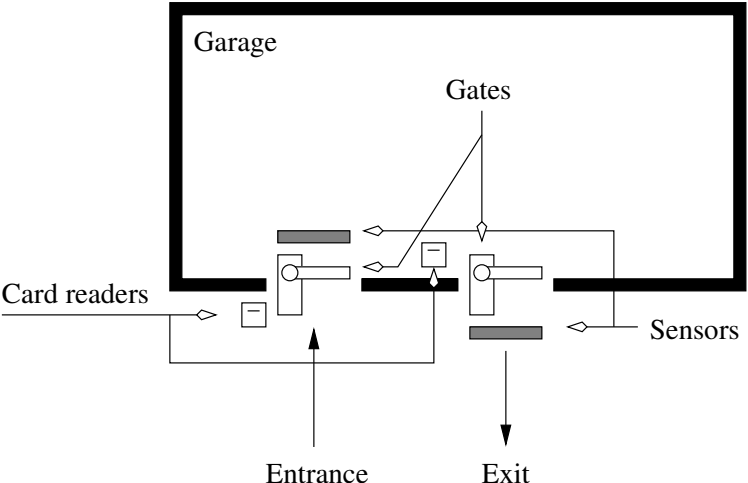 Garage
Gates
Card readers
Sensors
Entrance
Exit